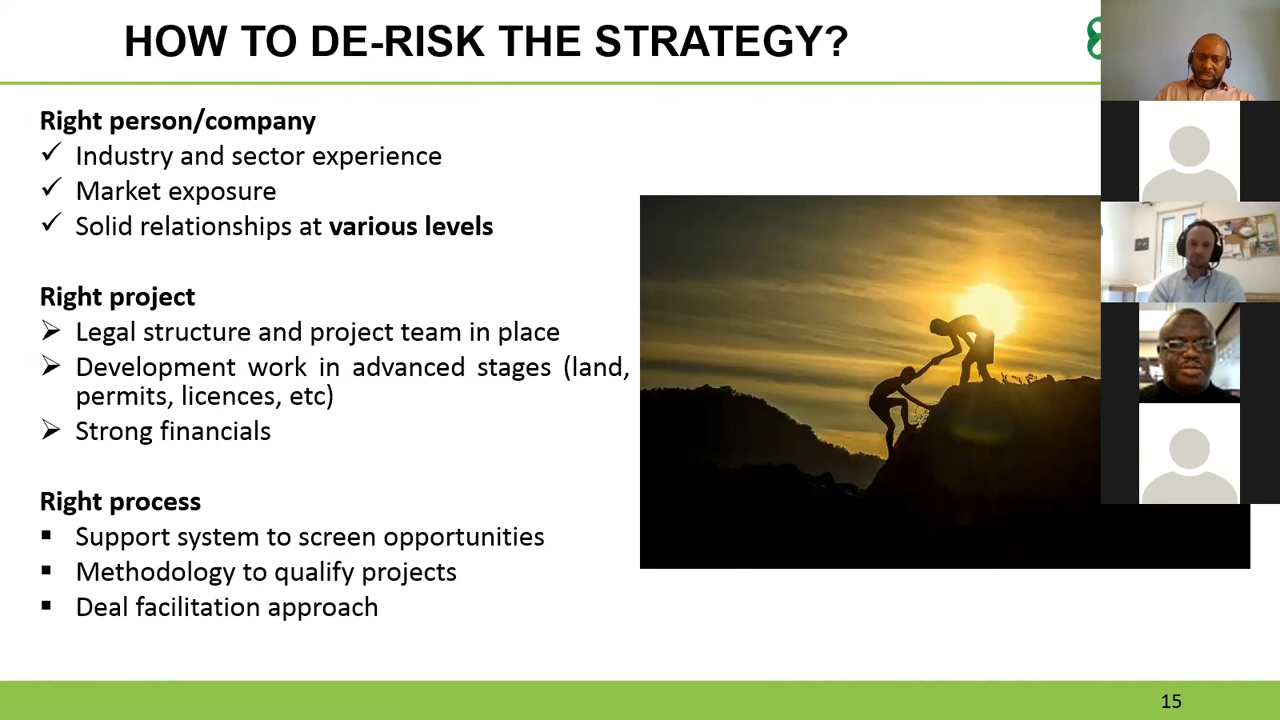 HOW TO DE-RISK THE STRATEGY?
Right person/company
✓ Industry and sector experience
✓ Market exposure
✓ Solid relationships at various levels
Right project
➢ Legal structure and project team in place
➢ Development work in advanced stages (land,
permits, licences, etc)
➢ Strong financials
Right process
▪ Support system to screen opportunities
▪ Methodology to qualify projects
▪ Deal facilitation approach
15